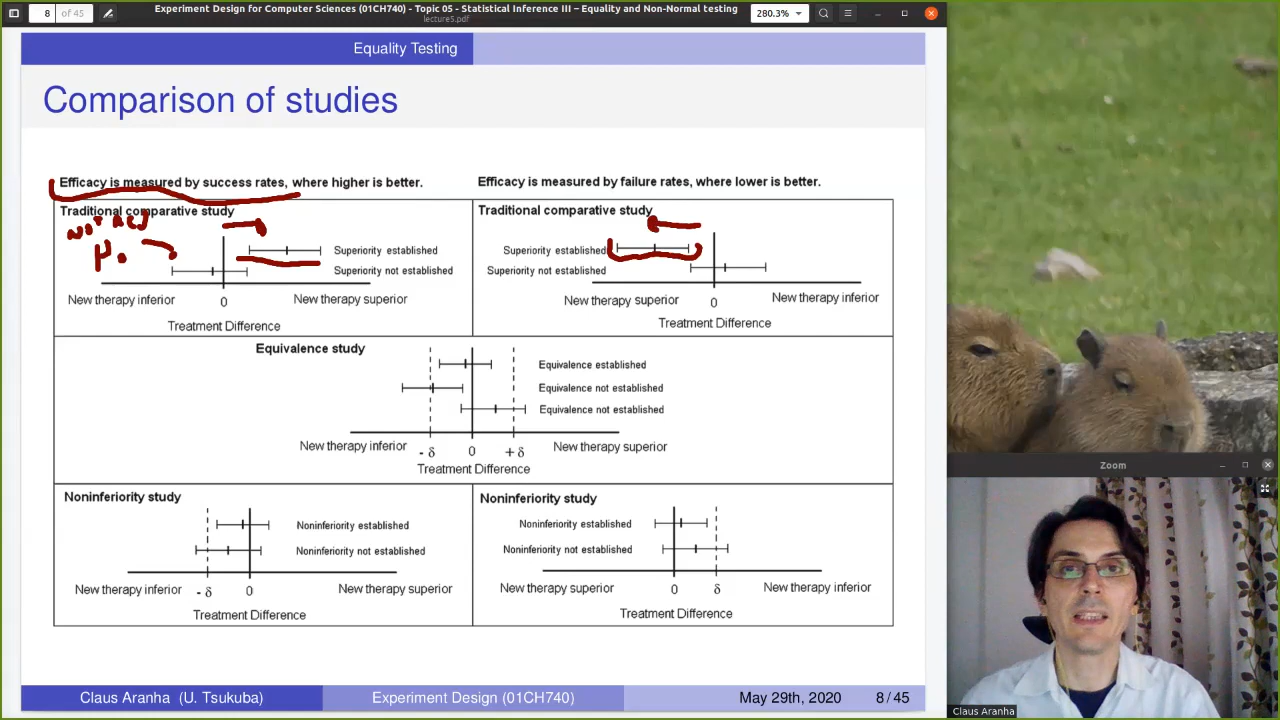 8 of 45
Experiment Design for Computer Sciences (01CH740) - Topic 05 - Statistical Inference III – Equality and Non-Normal testing
lecture5.pdf
280.3%
Equality Testing
Comparison of studies
Efficacy is measured by success rates, where higher is better.
Traditional comparative study
Superiority established
Superiority not established
New therapy inferior 0 New therapy superior
Treatment Difference
Efficacy is measured by failure rates, where lower is better.
Traditional comparative study
Superiority established
Superiority not established
New therapy superior 0 New therapy inferior
Treatment Difference
Equivalence study
Equivalence established
Equivalence not established
Equivalence not established
New therapy inferior - δ 0 + δ New therapy superior
Treatment Difference
Noninferiority study
Noninferiority established
Noninferiority not established
New therapy inferior - δ 0 New therapy superior
Treatment Difference
Noninferiority study
Noninferiority established
Noninferiority not established
New therapy superior 0 δ New therapy inferior
Treatment Difference
Claus Aranha (U. Tsukuba) Experiment Design (01CH740) May 29th, 2020 8 / 45
Zoom
Claus Aranha